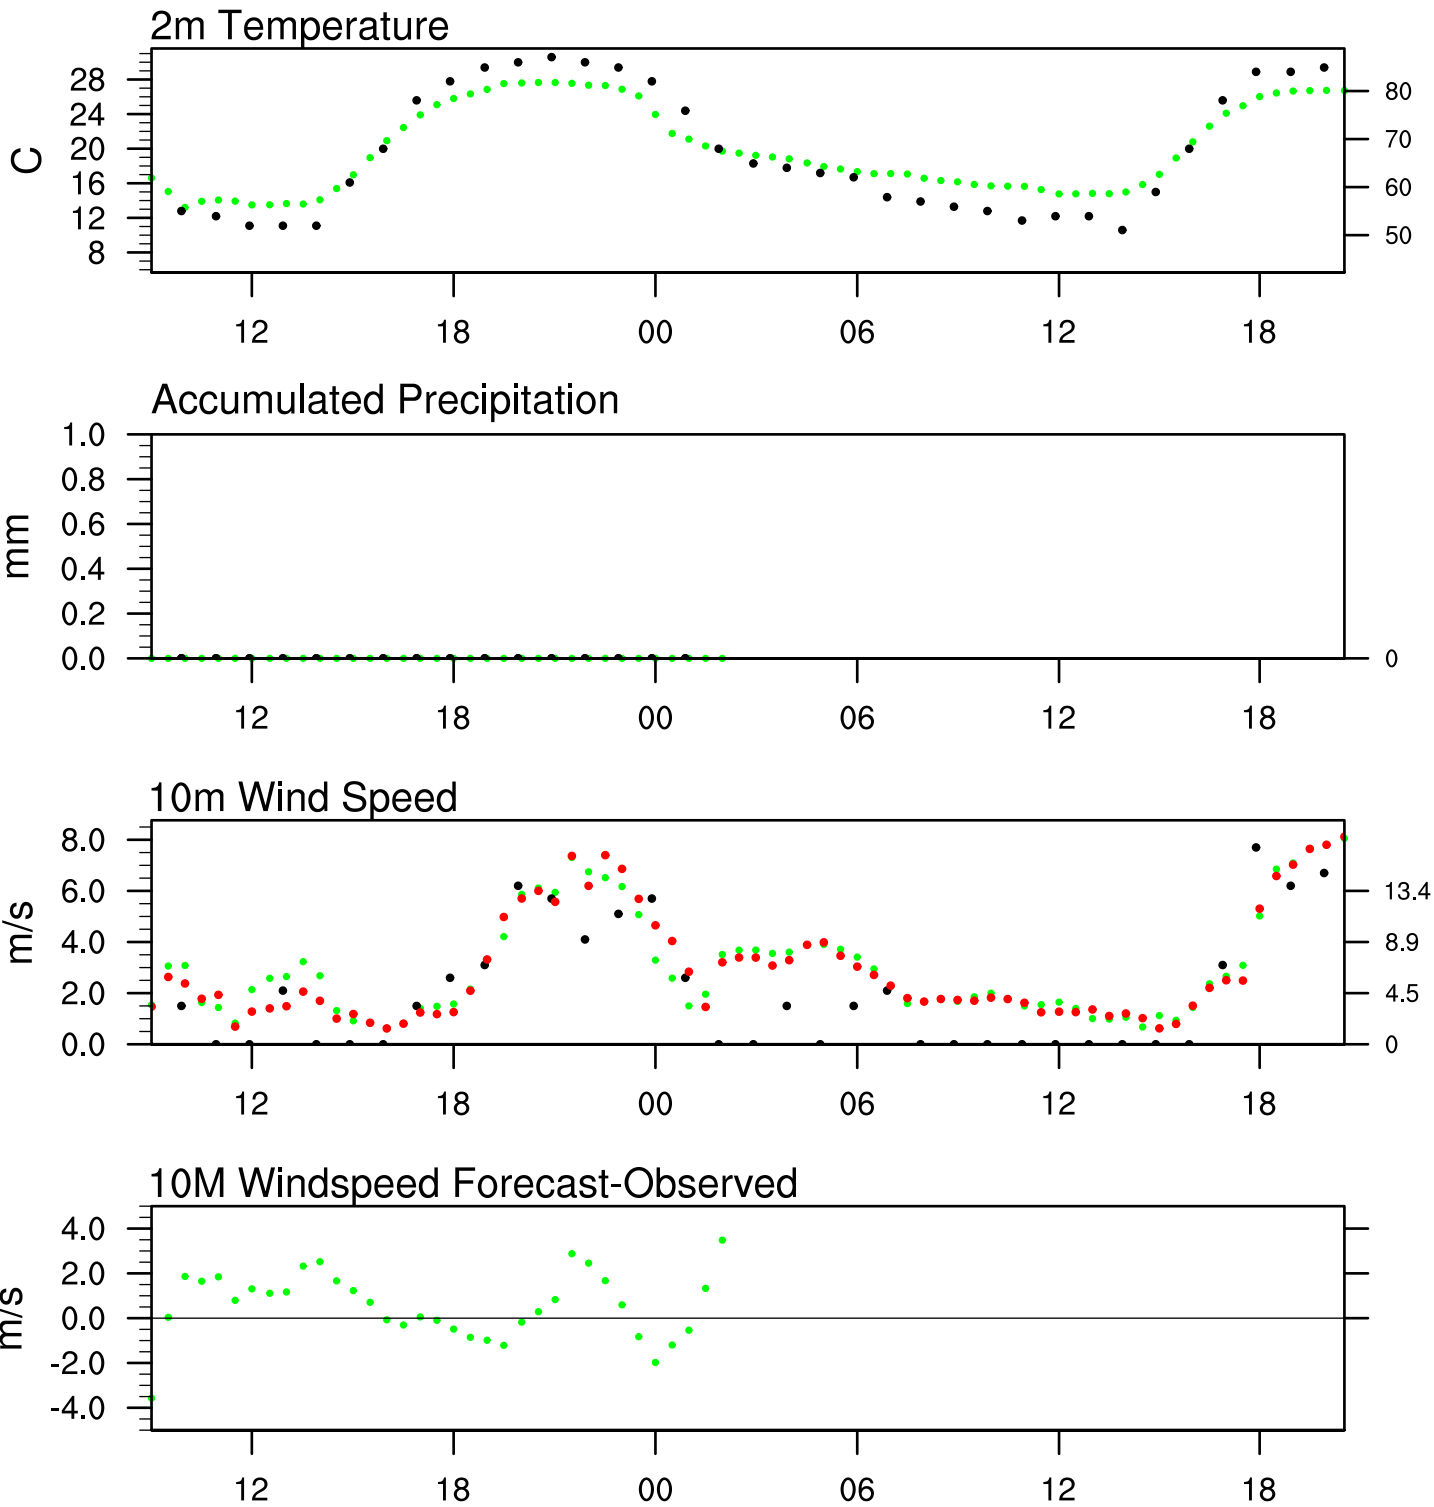 2m Temperature
C
28
24
20
16
12
8
80
70
60
50
12 18 00 06 12 18
Accumulated Precipitation
mm
1.0
0.8
0.6
0.4
0.2
0.0
0
12 18 00 06 12 18
10m Wind Speed
m/s
8.0
6.0
4.0
2.0
0.0
13.4
8.9
4.5
0
12 18 00 06 12 18
10M Windspeed Forecast-Observed
m/s
4.0
2.0
0.0
-2.0
-4.0
12 18 00 06 12 18